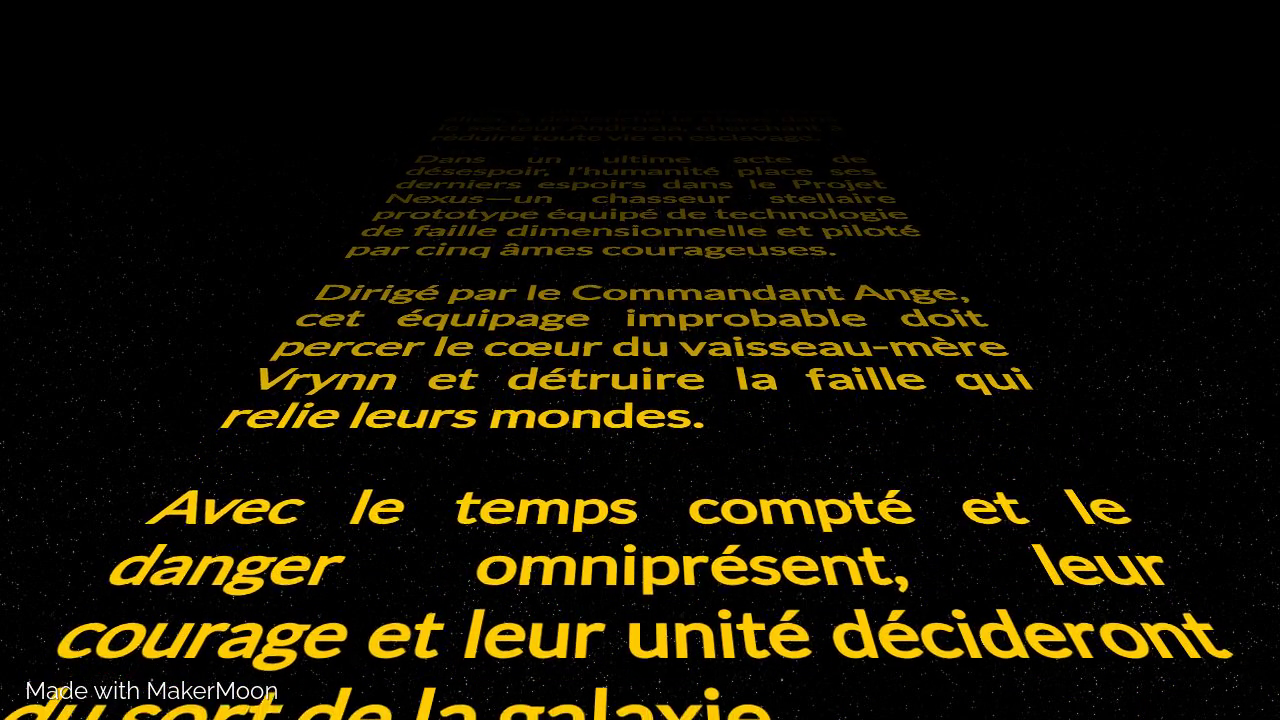 le secteur Androsia, cherchant à
réduire toute vie en esclavage.
Dans un ultime acte de
désespoir, l'humanité place ses
derniers espoirs dans le Projet
Nexus—un chasseur stellaire
prototype équipé de technologie
de faille dimensionnelle et piloté
par cinq âmes courageuses.
Dirigé par le Commandant Ange,
cet équipage improbable doit
percer le cœur du vaisseau-mère
Vrynn et détruire la faille qui
relie leurs mondes.
Avec le temps compté et le
danger omniprésent, leur
courage et leur unité décideront
du sort de la galaxie
Made with MakerMoon